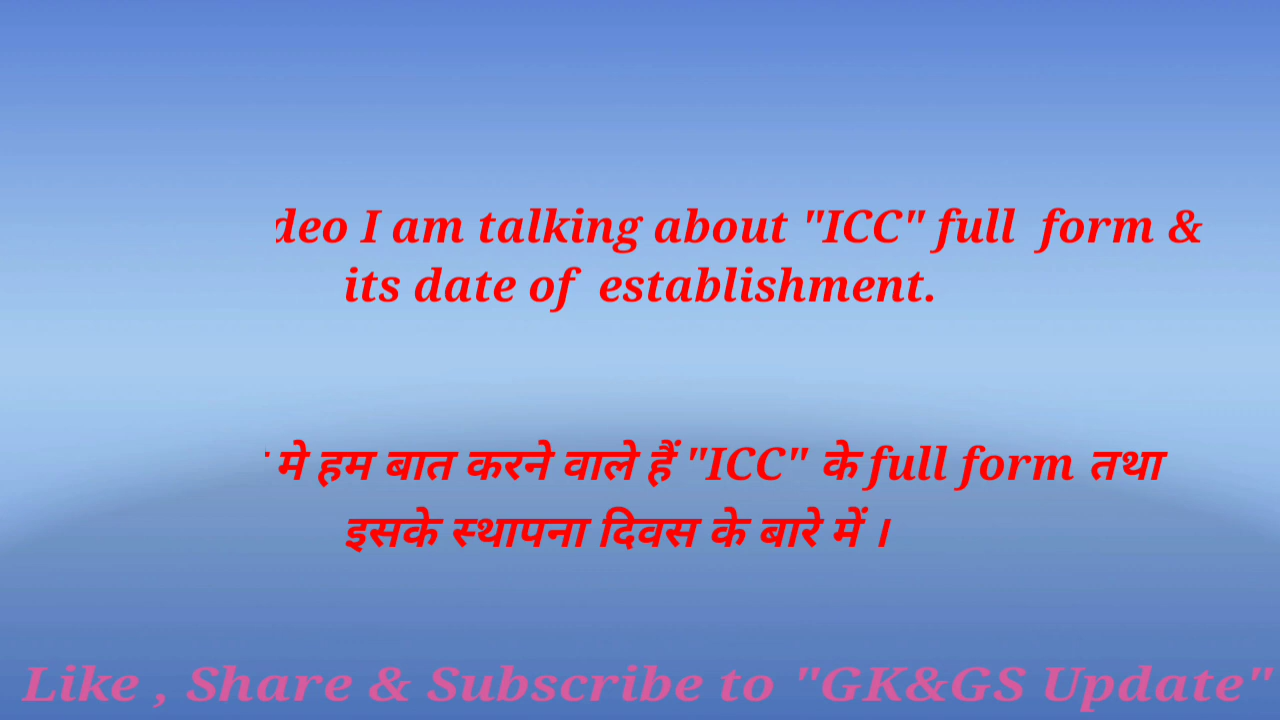 deo I am talking about "ICC" full form &
its date of establishment.
मे हम बात करने वाले हैं "ICC" के full form तथा
इसके स्थापना दिवस के बारे में ।
Like , Share & Subscribe to "GK&GS Update"